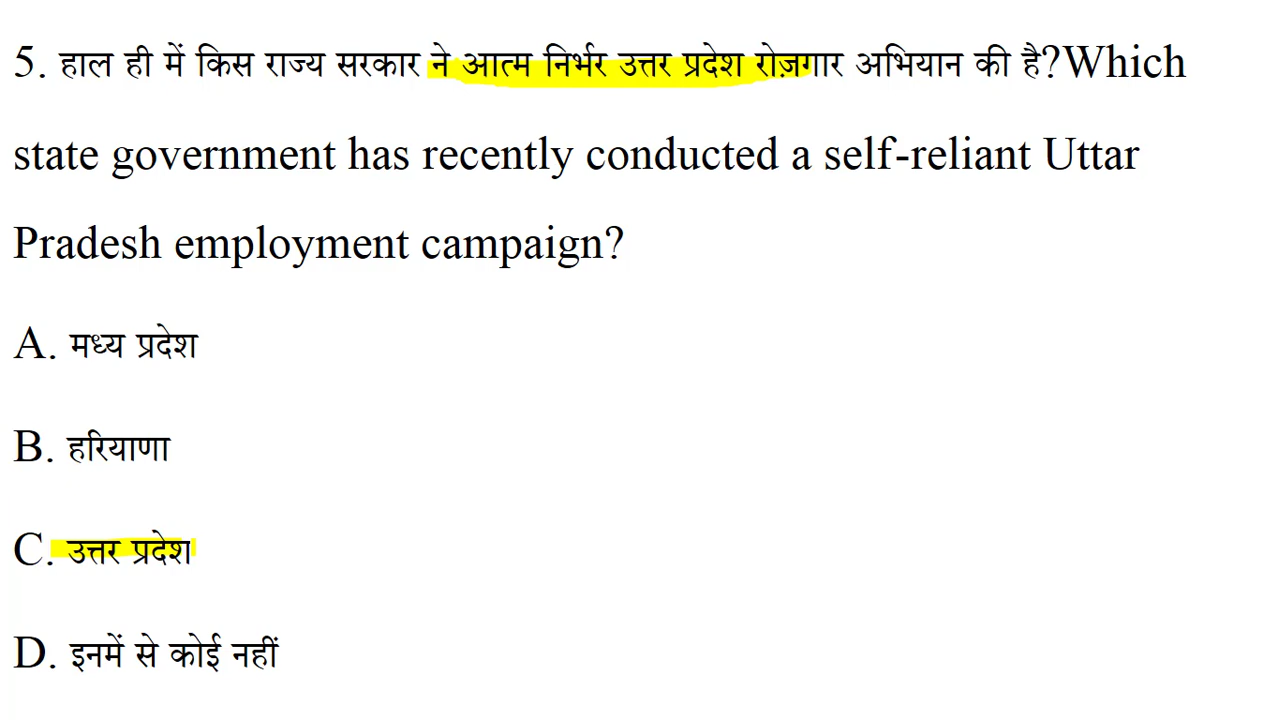 5. हाल ही में किस राज्य सरकार ने आत्म निर्भर उत्तर प्रदेश रोज़गार अभियान की है?Which
state government has recently conducted a self-reliant Uttar
Pradesh employment campaign?
A. मध्य प्रदेश
B. हरियाणा
C. उत्तर प्रदेश
D. इनमें से कोई नहीं